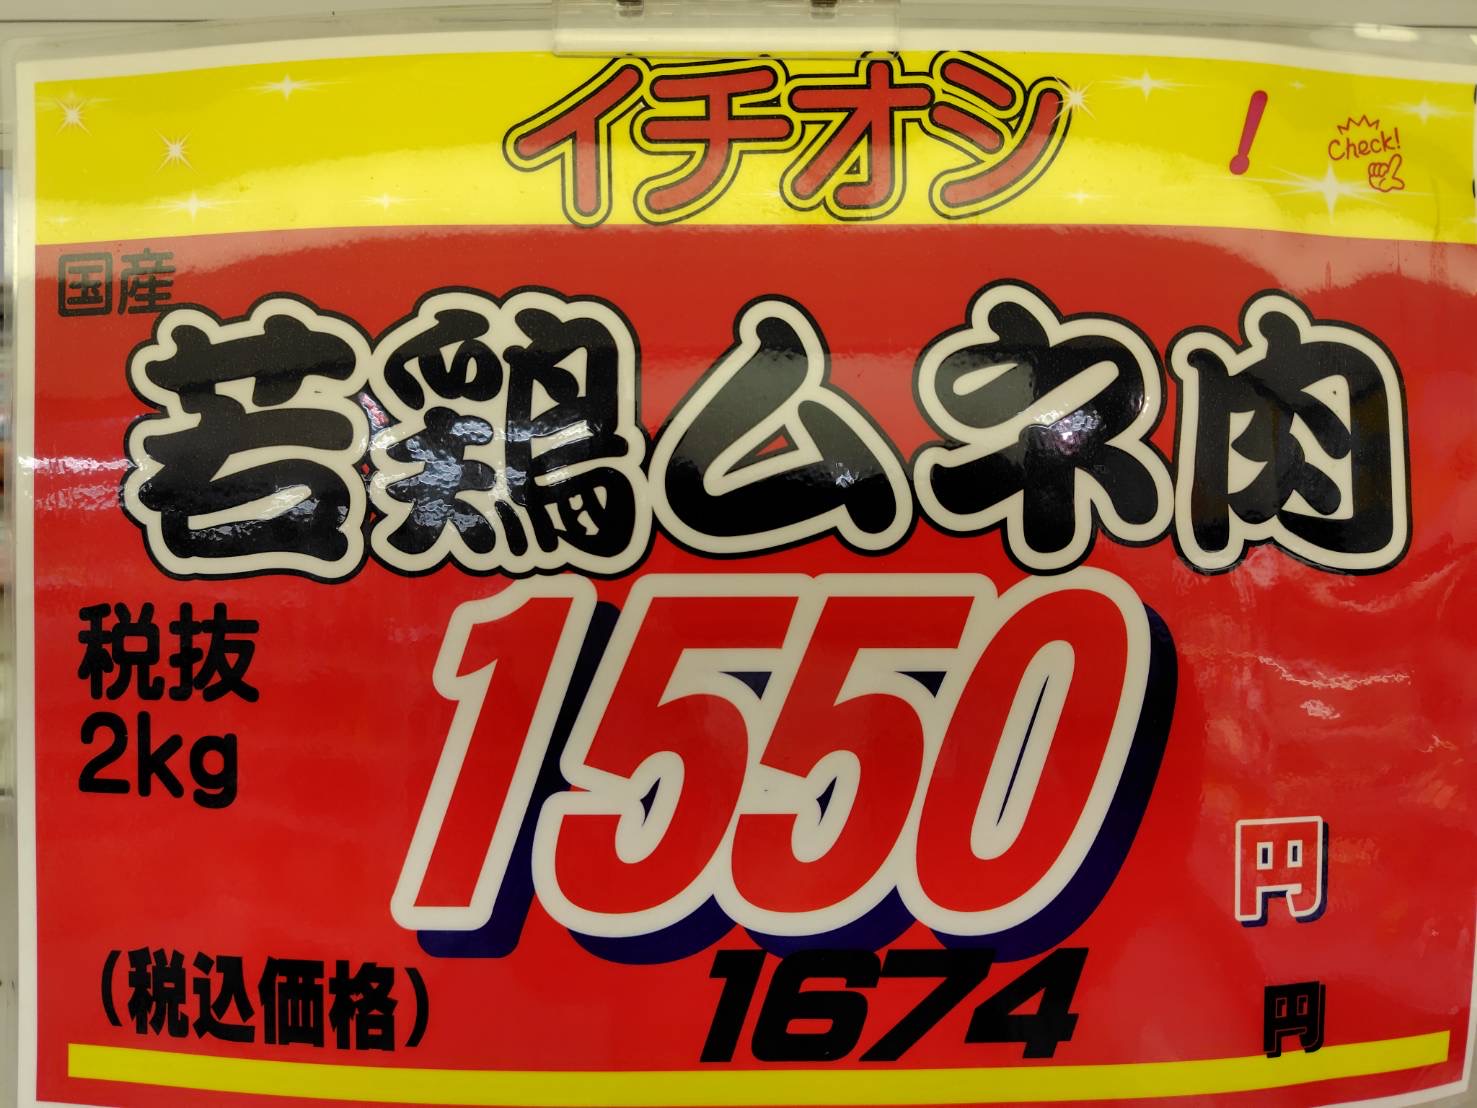 イチオシ !
Check!
国産
若鶏ムネ肉
税抜
2kg
1550 円
(税込価格) 1674 円